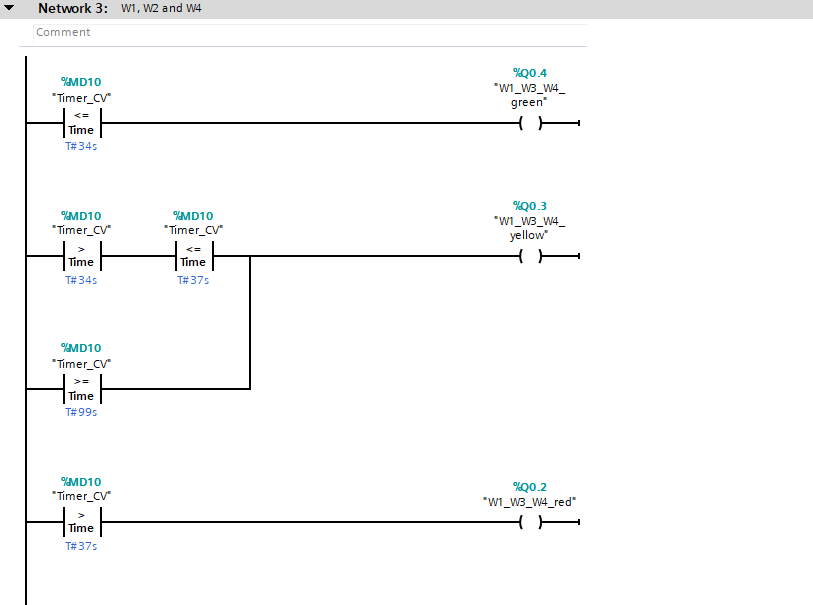 Network 3: W1, W2 and W4
Comment
%MD10
"Timer_CV"
<=
Time
T#34s
%Q0.4
"W1_W3_W4_
green"
%MD10
"Timer_CV"
>
Time
T#34s
%MD10
"Timer_CV"
<=
Time
T#37s
%Q0.3
"W1_W3_W4_
yellow"
%MD10
"Timer_CV"
>=
Time
T#99s
%MD10
"Timer_CV"
>
Time
T#37s
%Q0.2
"W1_W3_W4_red"